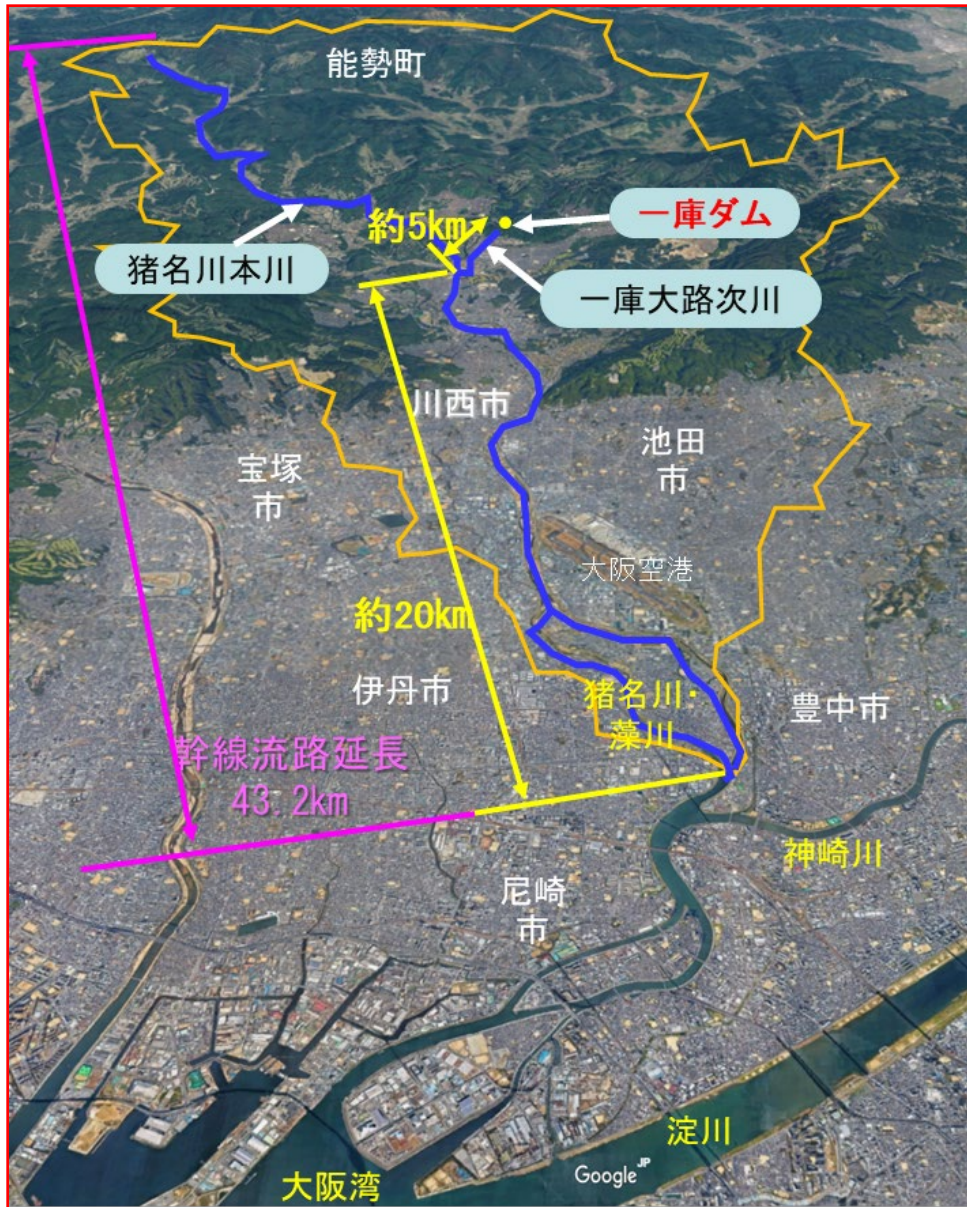 能勢町
一庫ダム
約5km
猪名川本川
一庫大路次川
川西市
池田
市
宝塚
市
大阪空港
約20km
伊丹市
猪名川・
藻川
豊中市
幹線流路延長
43.2km
神崎川
尼崎
市
淀川
Google JP
大阪湾